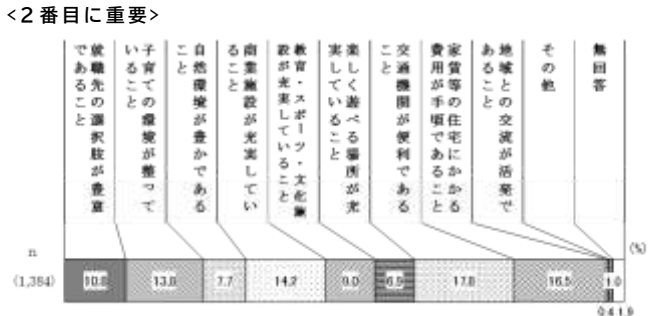 <2番目に重要>
就職先の選択肢が豊富
であること
子育ての環境が整って
いること
自然環境が豊かである
こと
商業施設が充実してい
ること
教育・スポーツ・文化施
設が充実していること
楽しく遊べる場所が充
実していること
交通機関が便利である
こと
家賃等の住宅にかかる
費用が手頃であること
地域との交流が活発で
あること
その他
無回答
n
(%)
(1,384)
10.8
13.8
7.7
14.2
9.0
6.9
17.8
16.5
1.0
0.4
1.9